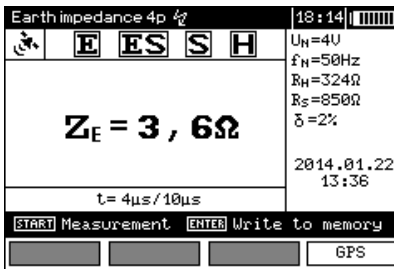 Earth impedance 4p 18:14
E ES S H
UN=4U
fN=50Hz
RH=324Ω
RS=850Ω
δ=2%
ZE = 3,6Ω
2014.01.22
13:36
t= 4µs/10µs
START Measurement ENTER Write to memory
GPS